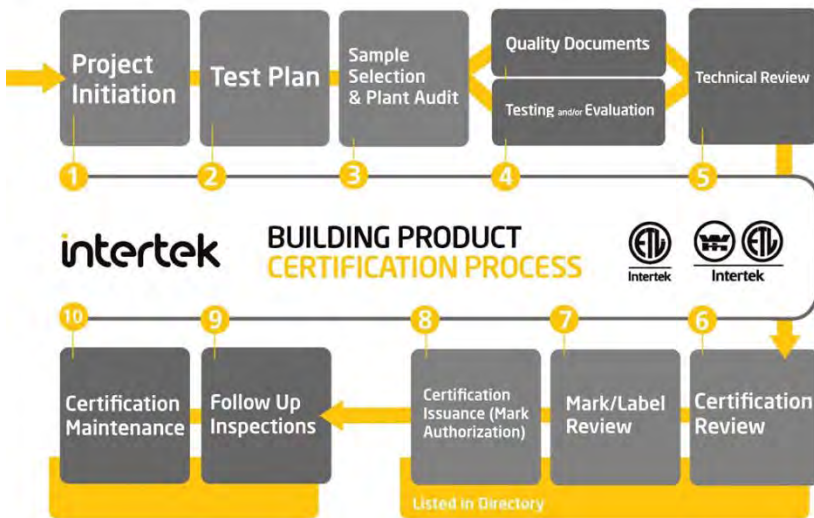 Project
Initiation
Test Plan
Sample
Selection
& Plant Audit
Quality Documents
Testing and/or Evaluation
Technical Review
1
2
3
4
5
intertek
BUILDING PRODUCT
CERTIFICATION PROCESS
ETL
Intertek
W
H
ETL
Intertek
10
9
8
7
6
Certification
Maintenance
Follow Up
Inspections
Certification
Issuance (Mark
Authorization)
Mark/Label
Review
Certification
Review
Listed in Directory